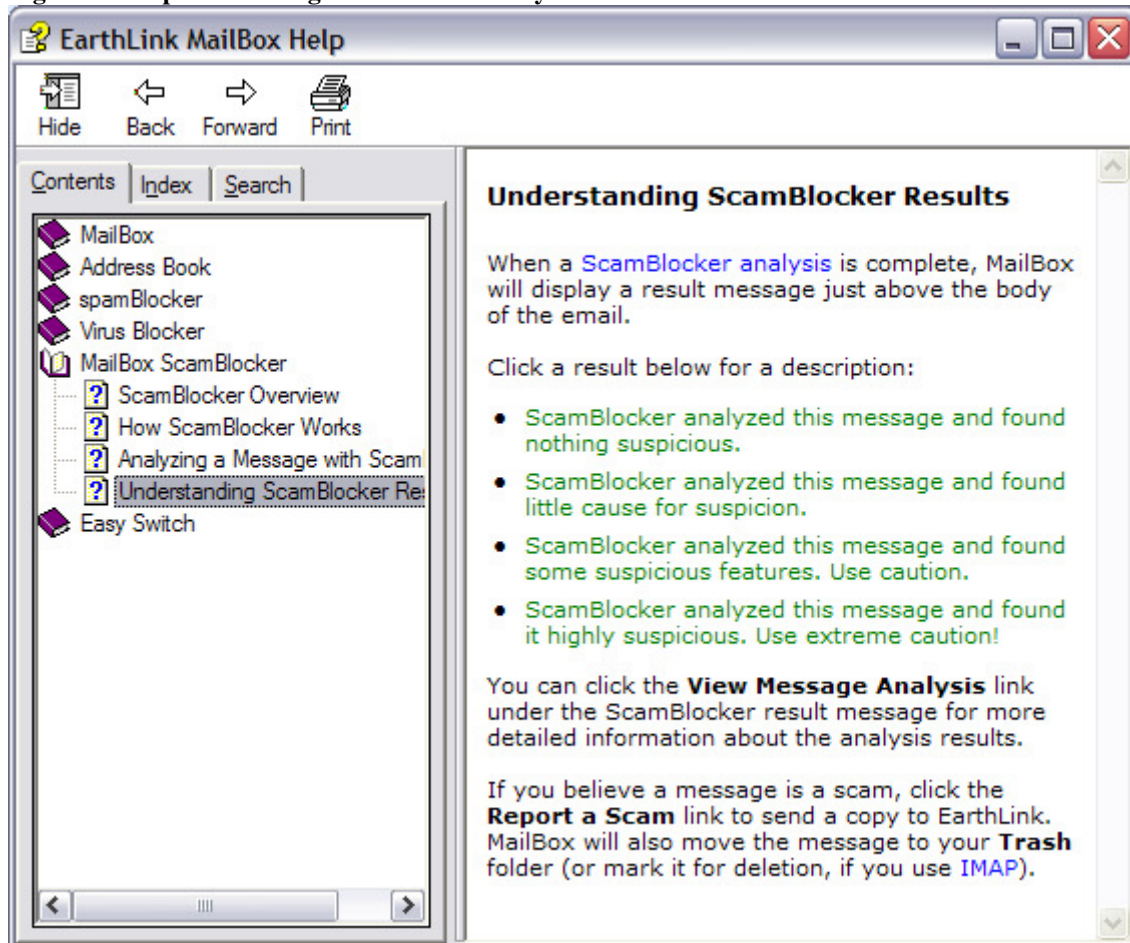 EarthLink MailBox Help
Hide Back Forward Print
Contents Index Search
MailBox
Address Book
spamBlocker
Virus Blocker
MailBox ScamBlocker
ScamBlocker Overview
How ScamBlocker Works
Analyzing a Message with Scam
Understanding ScamBlocker Re
Easy Switch
Understanding ScamBlocker Results
When a ScamBlocker analysis is complete, MailBox
will display a result message just above the body
of the email.
Click a result below for a description:
• ScamBlocker analyzed this message and found
nothing suspicious.
• ScamBlocker analyzed this message and found
little cause for suspicion.
• ScamBlocker analyzed this message and found
some suspicious features. Use caution.
• ScamBlocker analyzed this message and found
it highly suspicious. Use extreme caution!
You can click the View Message Analysis link
under the ScamBlocker result message for more
detailed information about the analysis results.
If you believe a message is a scam, click the
Report a Scam link to send a copy to EarthLink.
MailBox will also move the message to your Trash
folder (or mark it for deletion, if you use IMAP).